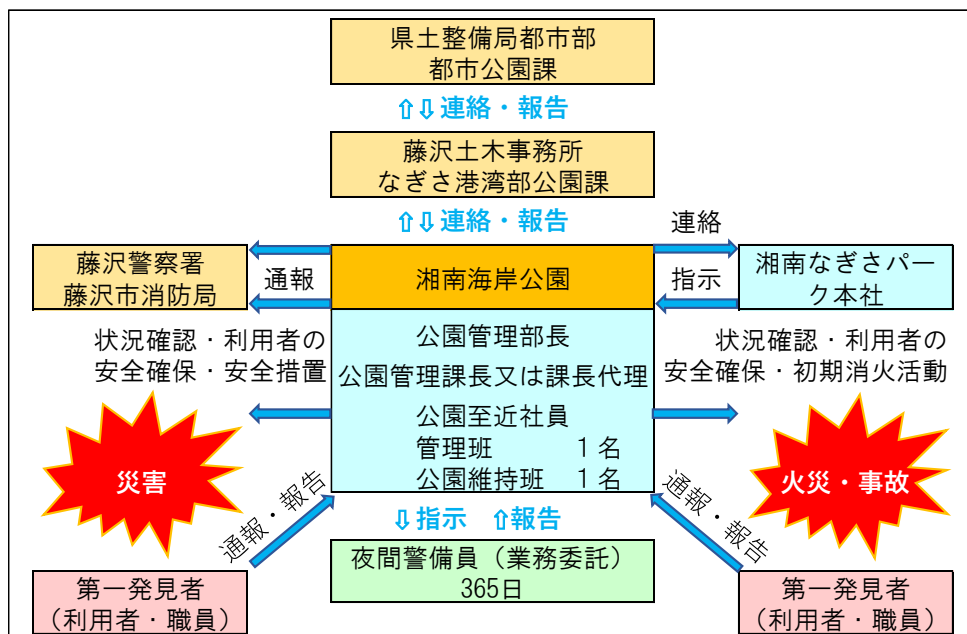 県土整備局都市部
都市公園課
⇧⇩連絡・報告
藤沢土木事務所
なぎさ港湾部公園課
⇧⇩連絡・報告
連絡
藤沢警察署
藤沢市消防局
通報
湘南海岸公園
指示
湘南なぎさパー
ク本社
状況確認・利用者の
安全確保・安全措置
公園管理部長
公園管理課長又は課長代理
公園至近社員
管理班 1名
公園維持班 1名
状況確認・利用者の
安全確保・初期消火活動
災害
火災・事故
通報・報告
通報・報告
⇩指示 ⇧報告
夜間警備員（業務委託）
365日
第一発見者
（利用者・職員）
第一発見者
（利用者・職員）